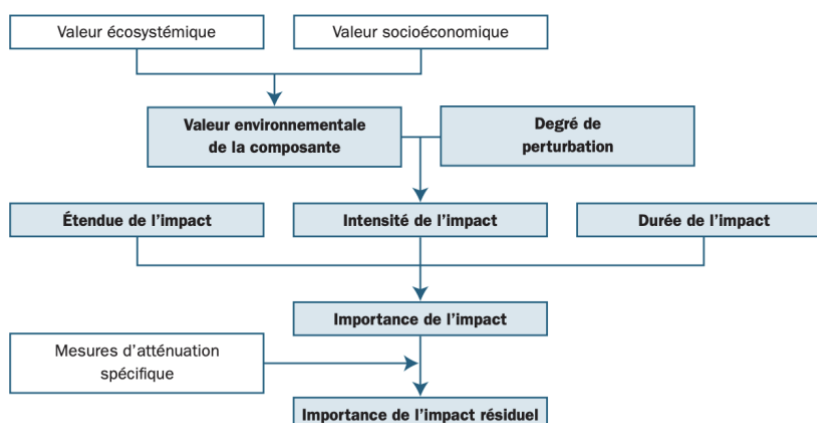 Valeur écosystémique
Valeur socioéconomique
Valeur environnementale
de la composante
Degré de
perturbation
Étendue de l'impact
Intensité de l'impact
Durée de l'impact
Importance de l'impact
Mesures d'atténuation
spécifique
Importance de l'impact résiduel